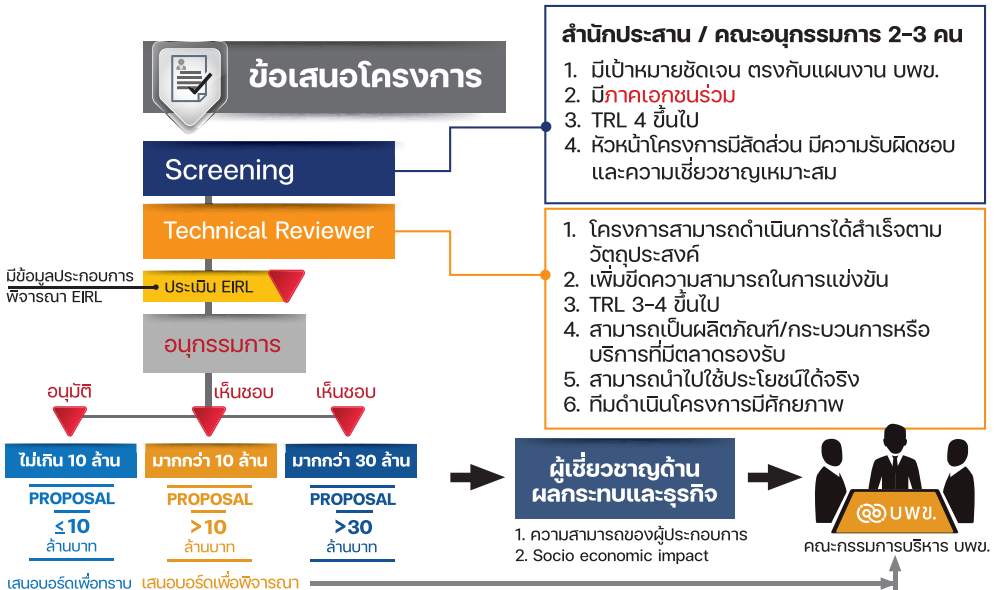 ข้อเสนอโครงการ
สำนักประสาน / คณะอนุกรรมการ 2-3 คน
1. มีเป้าหมายชัดเจน ตรงกับแผนงาน บพข.
2. มีภาคเอกชนร่วม
3. TRL 4 ขึ้นไป
4. หัวหน้าโครงการมีสัดส่วน มีความรับผิดชอบ
และความเชี่ยวชาญเหมาะสม
Screening
Technical Reviewer
1. โครงการสามารถดำเนินการได้สำเร็จตาม
วัตถุประสงค์
2. เพิ่มขีดความสามารถในการแข่งขัน
3. TRL 3-4 ขึ้นไป
4. สามารถเป็นผลิตภัณฑ์/กระบวนการหรือ
บริการที่มีตลาดรองรับ
5. สามารถนำไปใช้ประโยชน์ได้จริง
6. ทีมดำเนินโครงการมีศักยภาพ
มีข้อมูลประกอบการ
พิจารณา EIRL
ประเมิน EIRL
อนุกรรมการ
อนุมัติ
เห็นชอบ
เห็นชอบ
ไม่เกิน 10 ล้าน
มากกว่า 10 ล้าน
มากกว่า 30 ล้าน
PROPOSAL
≤10
ล้านบาท
PROPOSAL
>10
ล้านบาท
PROPOSAL
>30
ล้านบาท
เสนอบอร์ดเพื่อทราบ
เสนอบอร์ดเพื่อพิจารณา
ผู้เชี่ยวชาญด้าน
ผลกระทบและธุรกิจ
1. ความสามารถของผู้ประกอบการ
2. Socio economic impact
บพข.
คณะกรรมการบริหาร บพข.